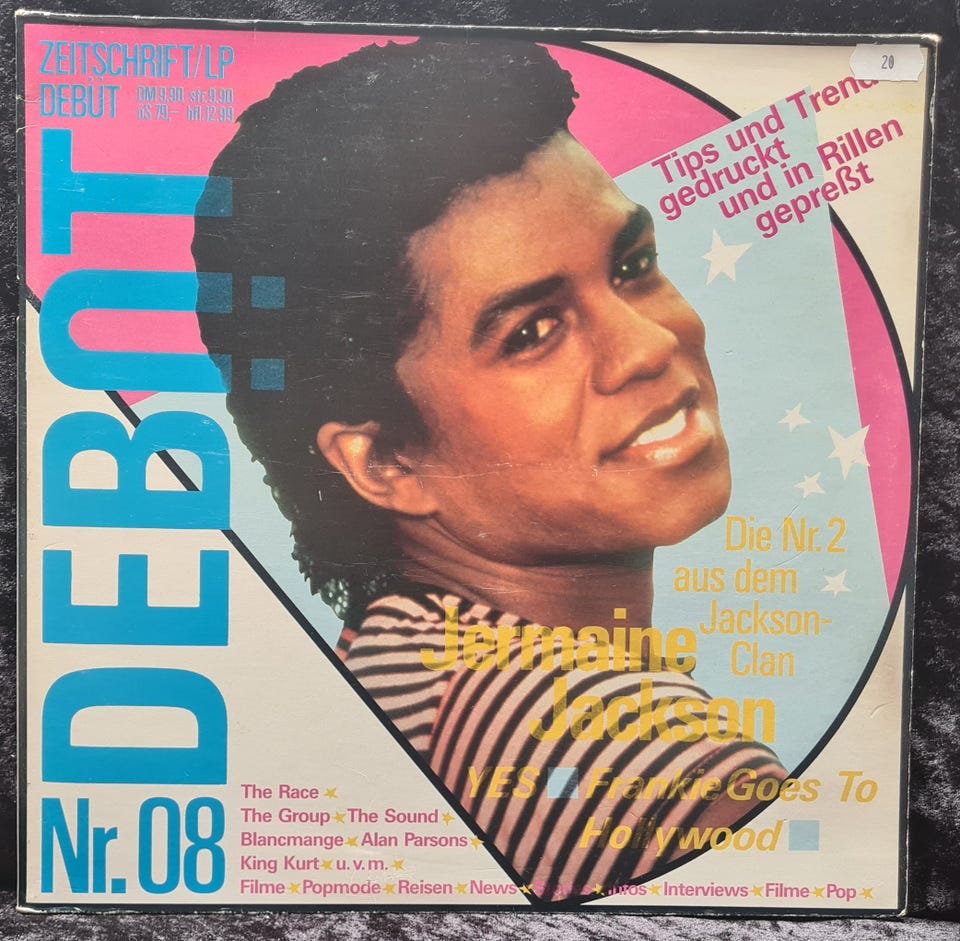 ZEITSCHRIFT/LP
DEBÜT DM 9,90 sfr. 9.90
öS 79,– hfl. 12.99
20
Tips und Trends
gedruckt
und in Rillen
gepreßt
DEBÜT
Nr. 08
Die Nr. 2
aus dem
Jackson-
Clan
Jermaine
Jackson
YES Frankie Goes To
Hollywood
The Race
The Group The Sound
Blancmange Alan Parsons
King Kurt u.v.m.
Filme Popmode Reisen News Infos Interviews Filme Pop